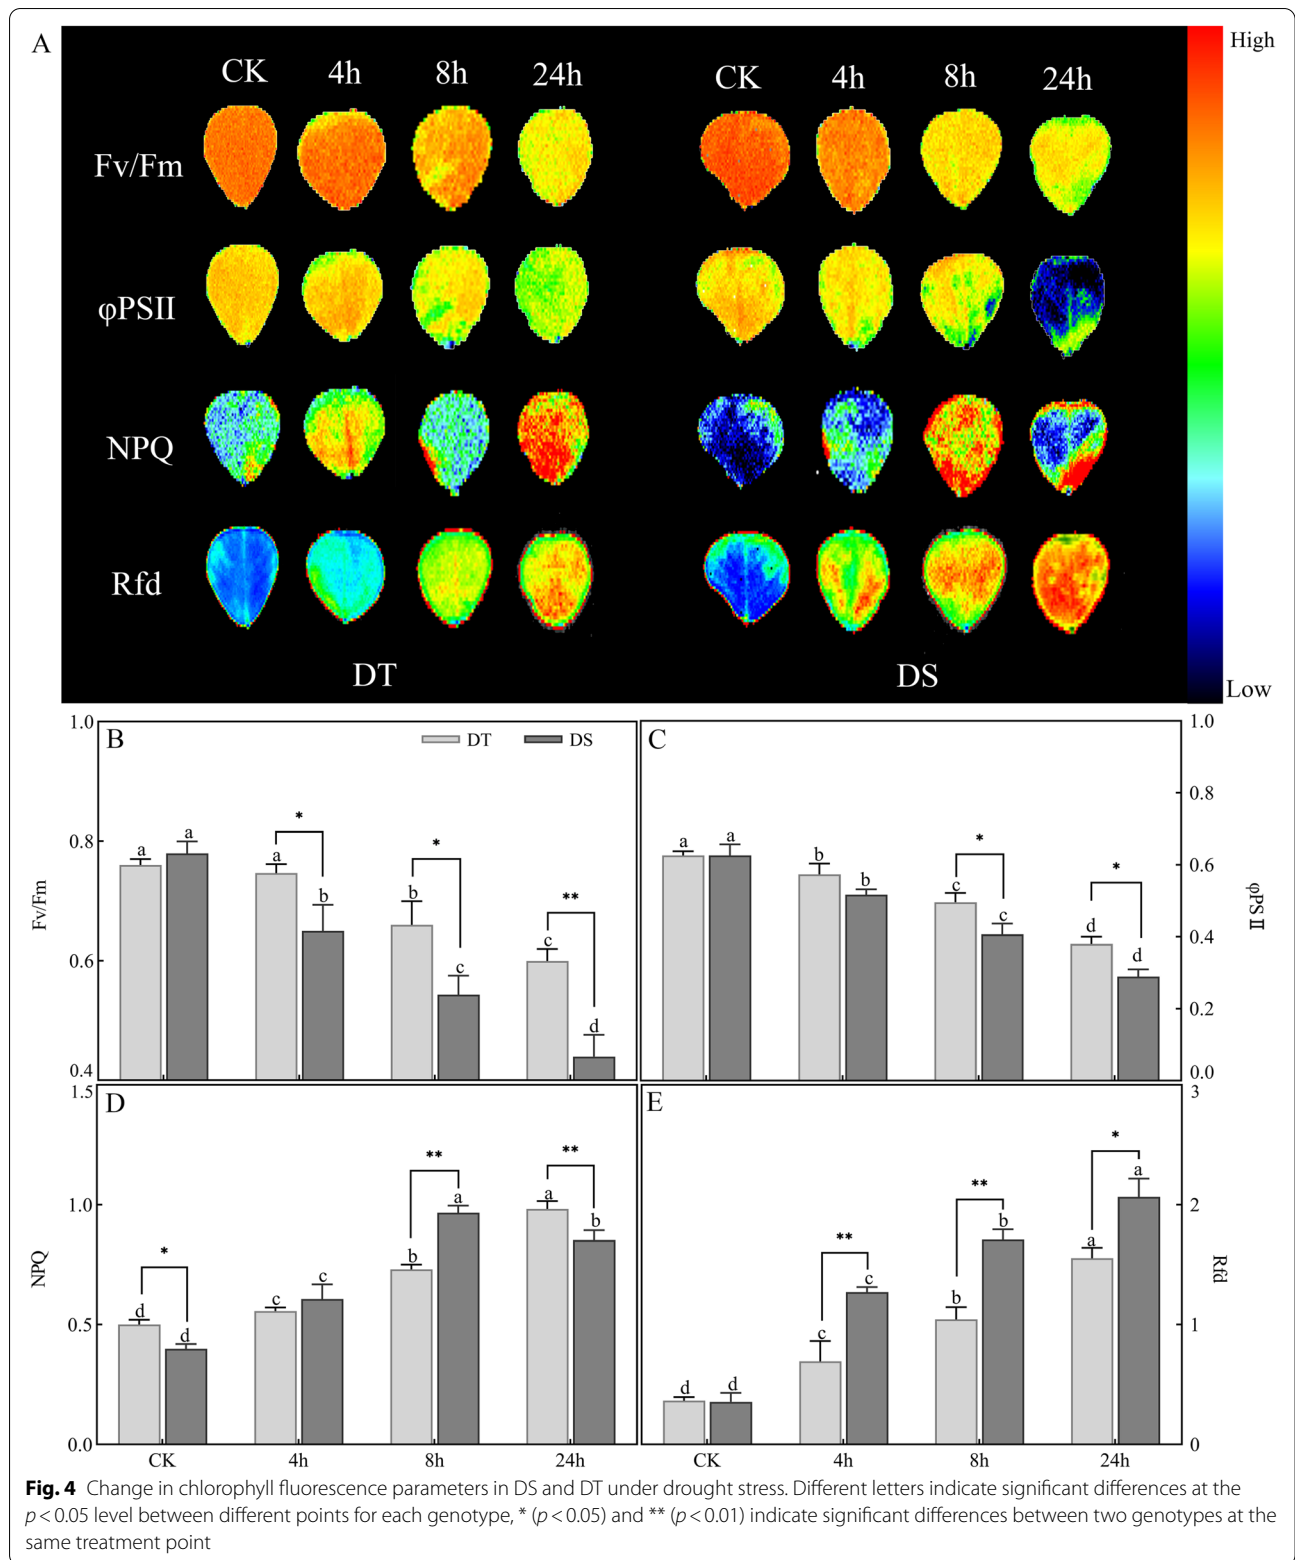 A
High
CK 4h 8h 24h CK 4h 8h 24h
Fv/Fm
φPSII
NPQ
Rfd
DT DS
Low
B
DT DS
1.0
0.8
0.6
0.4
Fv/Fm
a a
* a b
* b c
** c d
C
1.0
0.8
0.6
0.4
0.2
0.0
φPS II
a a
b b
* c c
* d d
D
1.5
1.0
0.5
0.0
NPQ
* d d
c c
** b a
** a b
CK 4h 8h 24h
E
3
2
1
0
Rfd
d d
** c c
** b b
* a a
CK 4h 8h 24h
Fig. 4 Change in chlorophyll fluorescence parameters in DS and DT under drought stress. Different letters indicate significant differences at the
p < 0.05 level between different points for each genotype, * (p < 0.05) and ** (p < 0.01) indicate significant differences between two genotypes at the
same treatment point